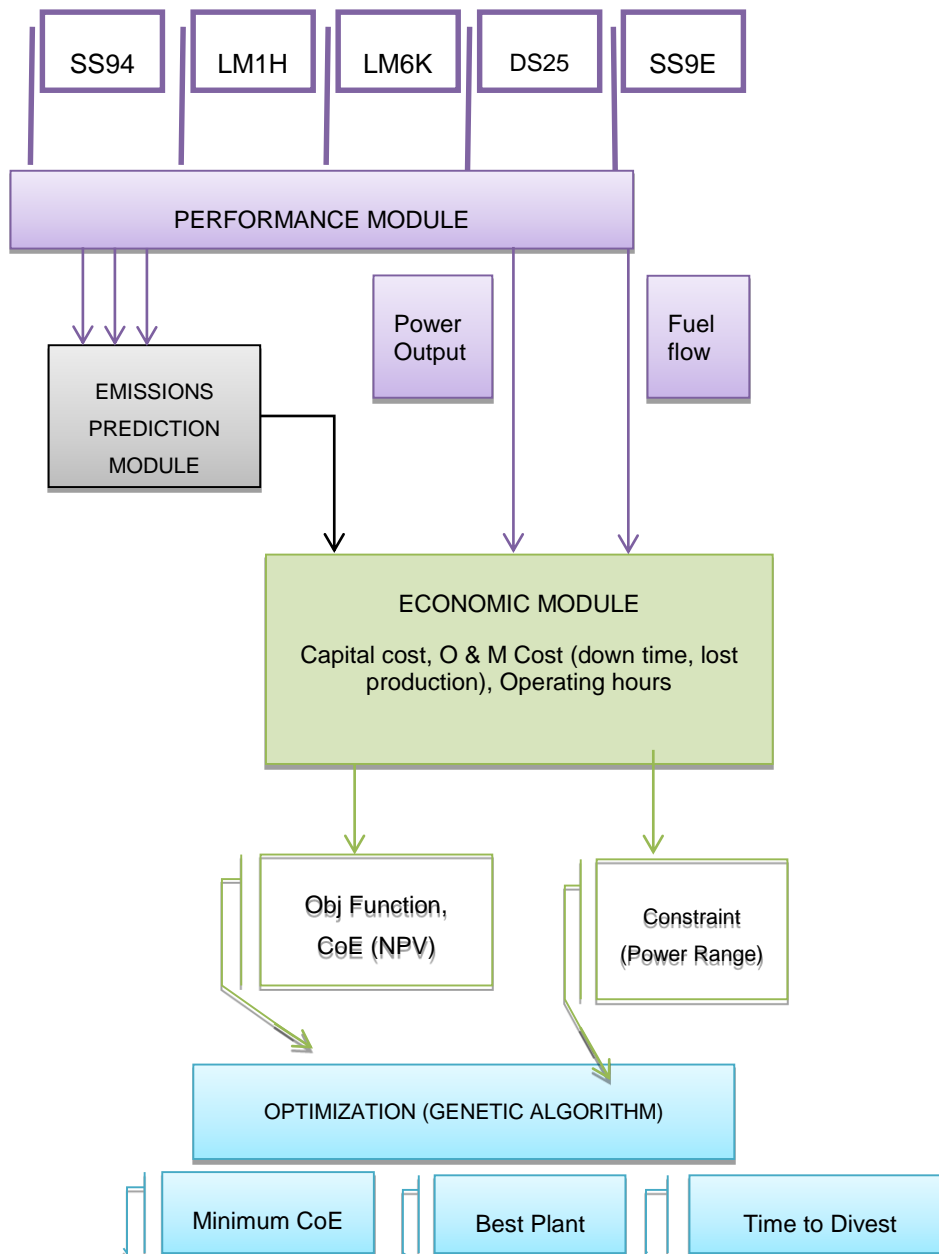 SS94
LM1H
LM6K
DS25
SS9E
PERFORMANCE MODULE
Power
Output
Fuel
flow
EMISSIONS
PREDICTION
MODULE
ECONOMIC MODULE
Capital cost, O & M Cost (down time, lost
production), Operating hours
Obj Function,
CoE (NPV)
Constraint
(Power Range)
OPTIMIZATION (GENETIC ALGORITHM)
Minimum CoE
Best Plant
Time to Divest